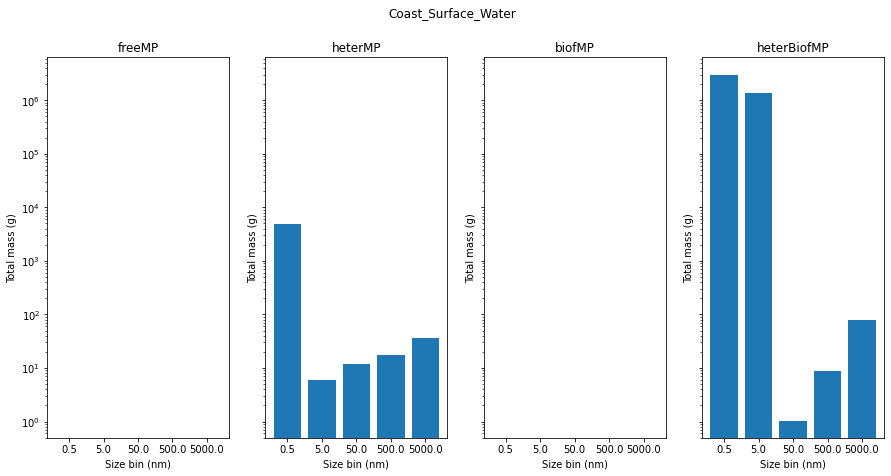 Coast_Surface_Water
freeMP
heterMP
biofMP
heterBiofMP
Total mass (g)
10^6
10^5
10^4
10^3
10^2
10^1
10^0
0.5 5.0 50.0 500.0 5000.0
Size bin (nm)
Total mass (g)
0.5 5.0 50.0 500.0 5000.0
Size bin (nm)
Total mass (g)
0.5 5.0 50.0 500.0 5000.0
Size bin (nm)
Total mass (g)
0.5 5.0 50.0 500.0 5000.0
Size bin (nm)